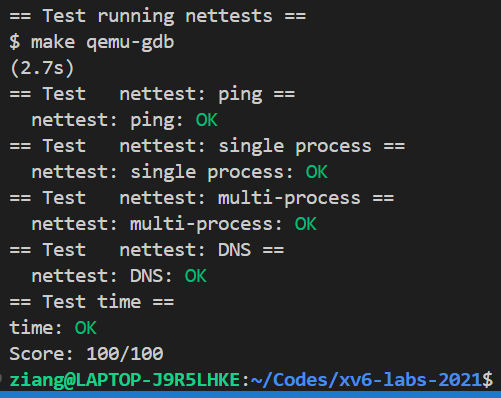 == Test running nettests ==
$ make qemu-gdb
(2.7s)
== Test   nettest: ping ==
  nettest: ping: OK
== Test   nettest: single process ==
  nettest: single process: OK
== Test   nettest: multi-process ==
  nettest: multi-process: OK
== Test   nettest: DNS ==
  nettest: DNS: OK
== Test time ==
time: OK
Score: 100/100
ziang@LAPTOP-J9R5LHKE:~/Codes/xv6-labs-2021$